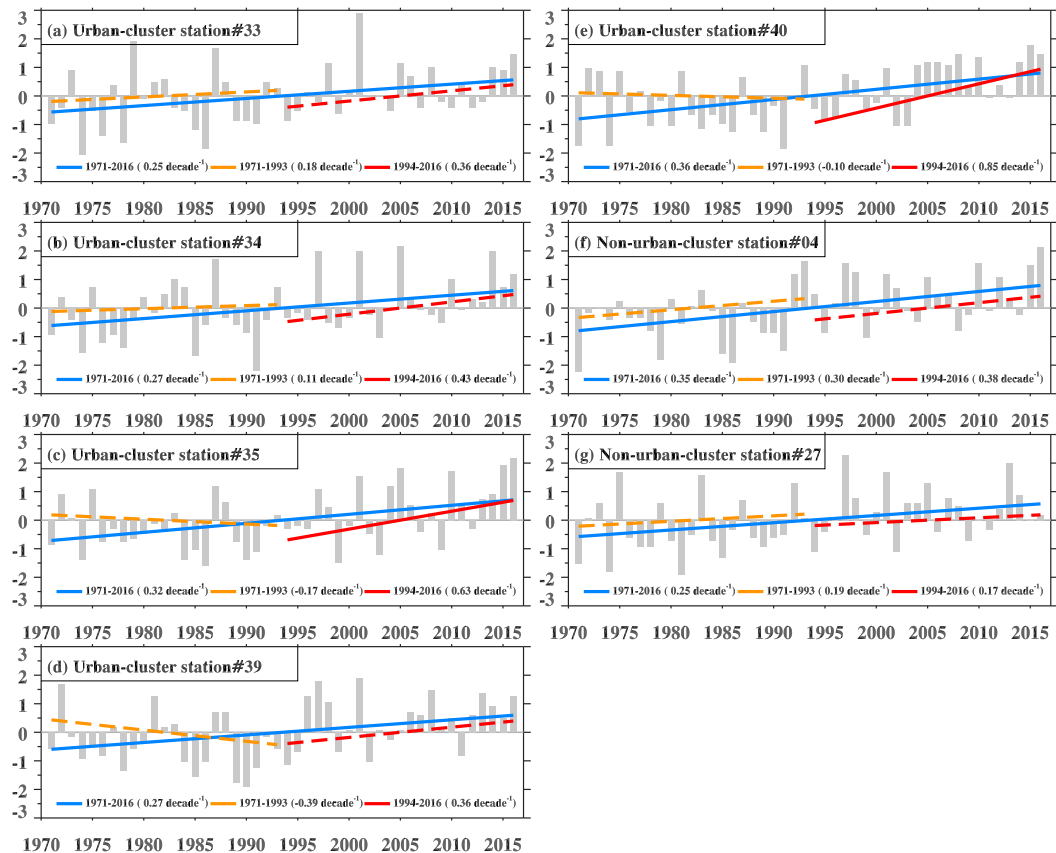 (a) Urban-cluster station#33
3
2
1
0
-1
-2
-3
1971-2016 ( 0.25 decade⁻¹) 1971-1993 ( 0.18 decade⁻¹) 1994-2016 ( 0.36 decade⁻¹)
1970 1975 1980 1985 1990 1995 2000 2005 2010 2015
(b) Urban-cluster station#34
3
2
1
0
-1
-2
-3
1971-2016 ( 0.27 decade⁻¹) 1971-1993 ( 0.11 decade⁻¹) 1994-2016 ( 0.43 decade⁻¹)
1970 1975 1980 1985 1990 1995 2000 2005 2010 2015
(c) Urban-cluster station#35
3
2
1
0
-1
-2
-3
1971-2016 ( 0.32 decade⁻¹) 1971-1993 (-0.17 decade⁻¹) 1994-2016 ( 0.63 decade⁻¹)
1970 1975 1980 1985 1990 1995 2000 2005 2010 2015
(d) Urban-cluster station#39
3
2
1
0
-1
-2
-3
1971-2016 ( 0.27 decade⁻¹) 1971-1993 (-0.39 decade⁻¹) 1994-2016 ( 0.36 decade⁻¹)
1970 1975 1980 1985 1990 1995 2000 2005 2010 2015
(e) Urban-cluster station#40
3
2
1
0
-1
-2
-3
1971-2016 ( 0.36 decade⁻¹) 1971-1993 (-0.10 decade⁻¹) 1994-2016 ( 0.85 decade⁻¹)
1970 1975 1980 1985 1990 1995 2000 2005 2010 2015
(f) Non-urban-cluster station#04
3
2
1
0
-1
-2
-3
1971-2016 ( 0.35 decade⁻¹) 1971-1993 ( 0.30 decade⁻¹) 1994-2016 ( 0.38 decade⁻¹)
1970 1975 1980 1985 1990 1995 2000 2005 2010 2015
(g) Non-urban-cluster station#27
3
2
1
0
-1
-2
-3
1971-2016 ( 0.25 decade⁻¹) 1971-1993 ( 0.19 decade⁻¹) 1994-2016 ( 0.17 decade⁻¹)
1970 1975 1980 1985 1990 1995 2000 2005 2010 2015